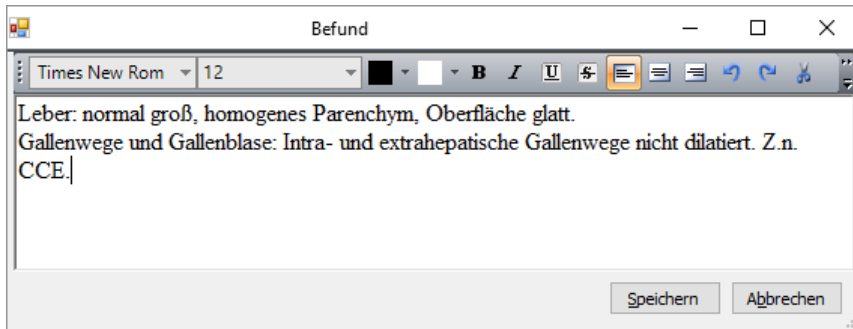 Befund
Times New Rom 12 B I U S
Leber: normal groß, homogenes Parenchym, Oberfläche glatt.
Gallenwege und Gallenblase: Intra- und extrahepatische Gallenwege nicht dilatiert. Z.n.
CCE.
Speichern Abbrechen